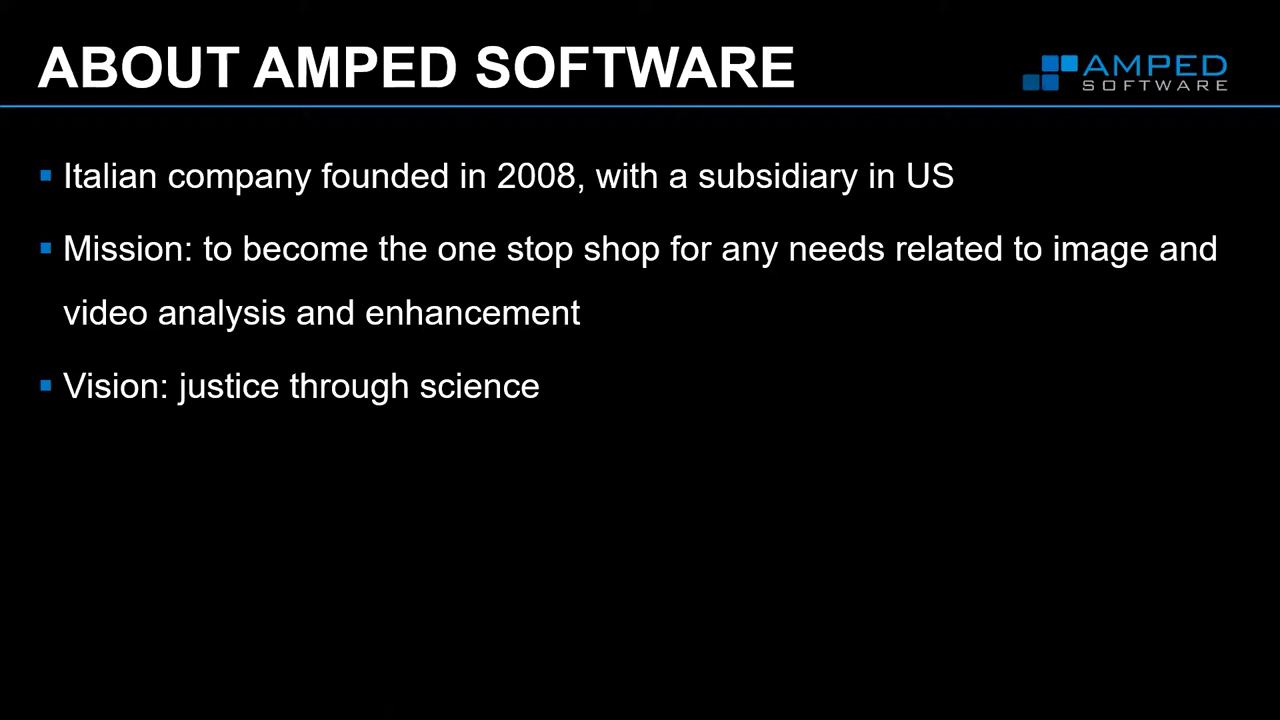 ABOUT AMPED SOFTWARE
AMPED
SOFTWARE
Italian company founded in 2008, with a subsidiary in US
Mission: to become the one stop shop for any needs related to image and
video analysis and enhancement
Vision: justice through science